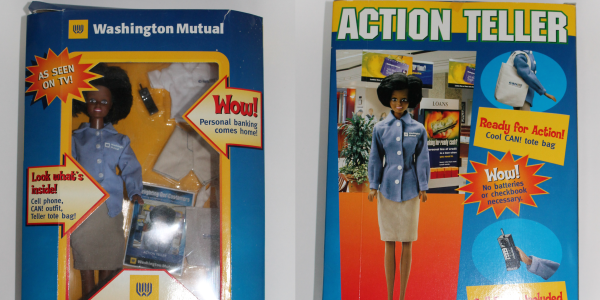 Washington Mutual
AS SEEN
ON TV!
Wow!
Personal banking
comes home!
Look what's
inside!
Cell phone,
CAN! outfit,
Teller tote bag!
ACTION TELLER
LOANS
Ready for Action!
Cool CAN! tote bag
Wow!
No batteries
or checkbook
necessary.